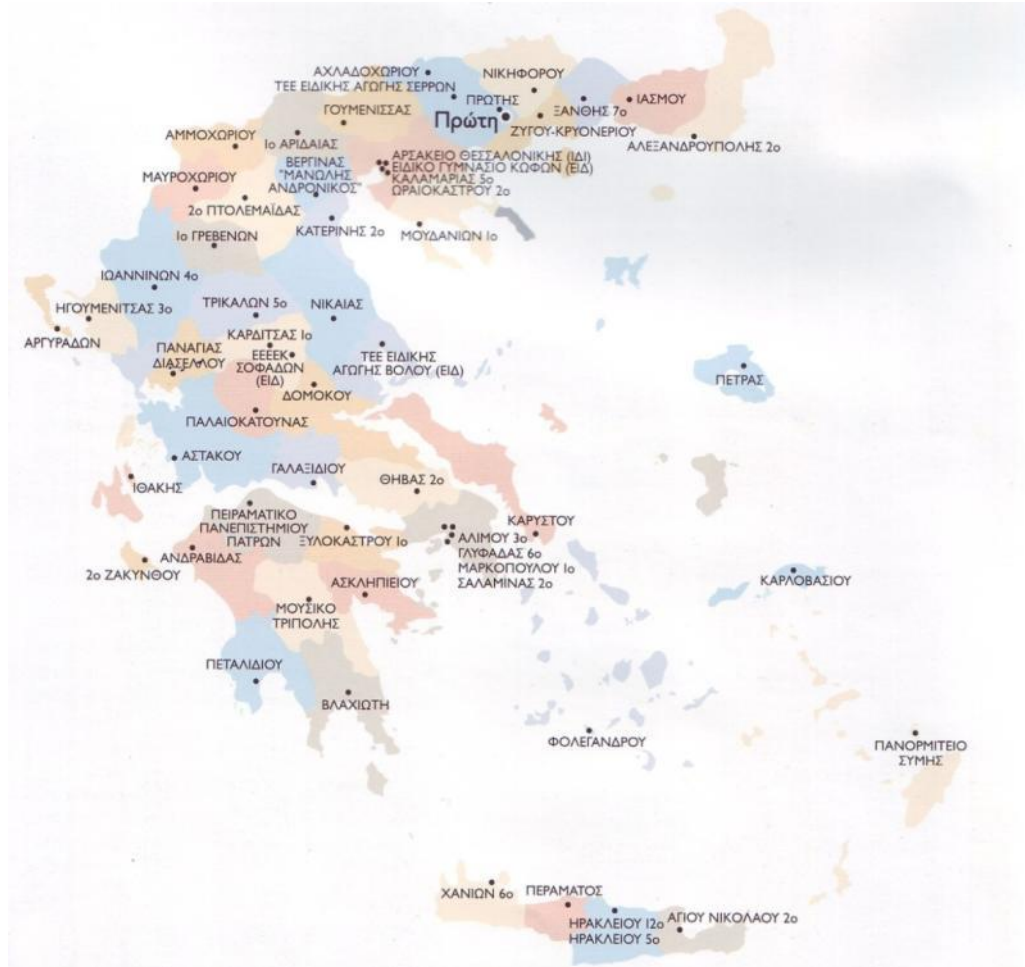 ΑΧΛΑΔΟΧΩΡΙΟΥ
ΤΕΕ ΕΙΔΙΚΗΣ ΑΓΩΓΗΣ ΣΕΡΡΩΝ
ΝΙΚΗΦΟΡΟΥ
ΓΟΥΜΕΝΙΣΣΑΣ
ΠΡΩΤΗΣ
Πρώτη
ΞΑΝΘΗΣ 7ο
ΙΑΣΜΟΥ
ΖΥΓΟΥ-ΚΡΥΟΝΕΡΙΟΥ
ΑΛΕΞΑΝΔΡΟΥΠΟΛΗΣ 2ο
ΑΜΜΟΧΩΡΙΟΥ
1ο ΑΡΙΔΑΙΑΣ
ΒΕΡΓΙΝΑΣ
"ΜΑΝΩΛΗΣ
ΑΝΔΡΟΝΙΚΟΣ"
ΑΡΣΑΚΕΙΟ ΘΕΣΣΑΛΟΝΙΚΗΣ (ΙΔΙ)
ΕΙΔΙΚΟ ΓΥΜΝΑΣΙΟ ΚΩΦΩΝ (ΕΙΔ)
ΚΑΛΑΜΑΡΙΑΣ 5ο
ΩΡΑΙΟΚΑΣΤΡΟΥ 2ο
ΜΑΥΡΟΧΩΡΙΟΥ
2ο ΠΤΟΛΕΜΑΪΔΑΣ
ΚΑΤΕΡΙΝΗΣ 2ο
ΜΟΥΔΑΝΙΩΝ 1ο
1ο ΓΡΕΒΕΝΩΝ
ΙΩΑΝΝΙΝΩΝ 4ο
ΗΓΟΥΜΕΝΙΤΣΑΣ 3ο
ΤΡΙΚΑΛΩΝ 5ο
ΝΙΚΑΙΑΣ
ΑΡΓΥΡΑΔΩΝ
ΠΑΝΑΓΙΑΣ
ΔΙΑΣΕΛΛΟΥ
ΚΑΡΔΙΤΣΑΣ 1ο
ΕΕΕΕΚ
ΣΟΦΑΔΩΝ
(ΕΙΔ)
ΤΕΕ ΕΙΔΙΚΗΣ
ΑΓΩΓΗΣ ΒΟΛΟΥ (ΕΙΔ)
ΠΕΤΡΑΣ
ΔΟΜΟΚΟΥ
ΠΑΛΑΙΟΚΑΤΟΥΝΑΣ
ΑΣΤΑΚΟΥ
ΓΑΛΑΞΙΔΙΟΥ
ΘΗΒΑΣ 2ο
ΙΘΑΚΗΣ
ΠΕΙΡΑΜΑΤΙΚΟ
ΠΑΝΕΠΙΣΤΗΜΙΟΥ
ΠΑΤΡΩΝ
ΞΥΛΟΚΑΣΤΡΟΥ 1ο
ΚΑΡΥΣΤΟΥ
ΑΛΙΜΟΥ 3ο
ΓΛΥΦΑΔΑΣ 6ο
ΜΑΡΚΟΠΟΥΛΟΥ 1ο
ΣΑΛΑΜΙΝΑΣ 2ο
ΑΝΔΡΑΒΙΔΑΣ
2ο ΖΑΚΥΝΘΟΥ
ΑΣΚΛΗΠΙΕΙΟΥ
ΚΑΡΛΟΒΑΣΙΟΥ
ΜΟΥΣΙΚΟ
ΤΡΙΠΟΛΗΣ
ΠΕΤΑΛΙΔΙΟΥ
ΒΛΑΧΙΩΤΗ
ΦΟΛΕΓΑΝΔΡΟΥ
ΠΑΝΟΡΜΙΤΕΙΟ
ΣΥΜΗΣ
ΧΑΝΙΩΝ 6ο
ΠΕΡΑΜΑΤΟΣ
ΗΡΑΚΛΕΙΟΥ 12ο
ΗΡΑΚΛΕΙΟΥ 5ο
ΑΓΙΟΥ ΝΙΚΟΛΑΟΥ 2ο